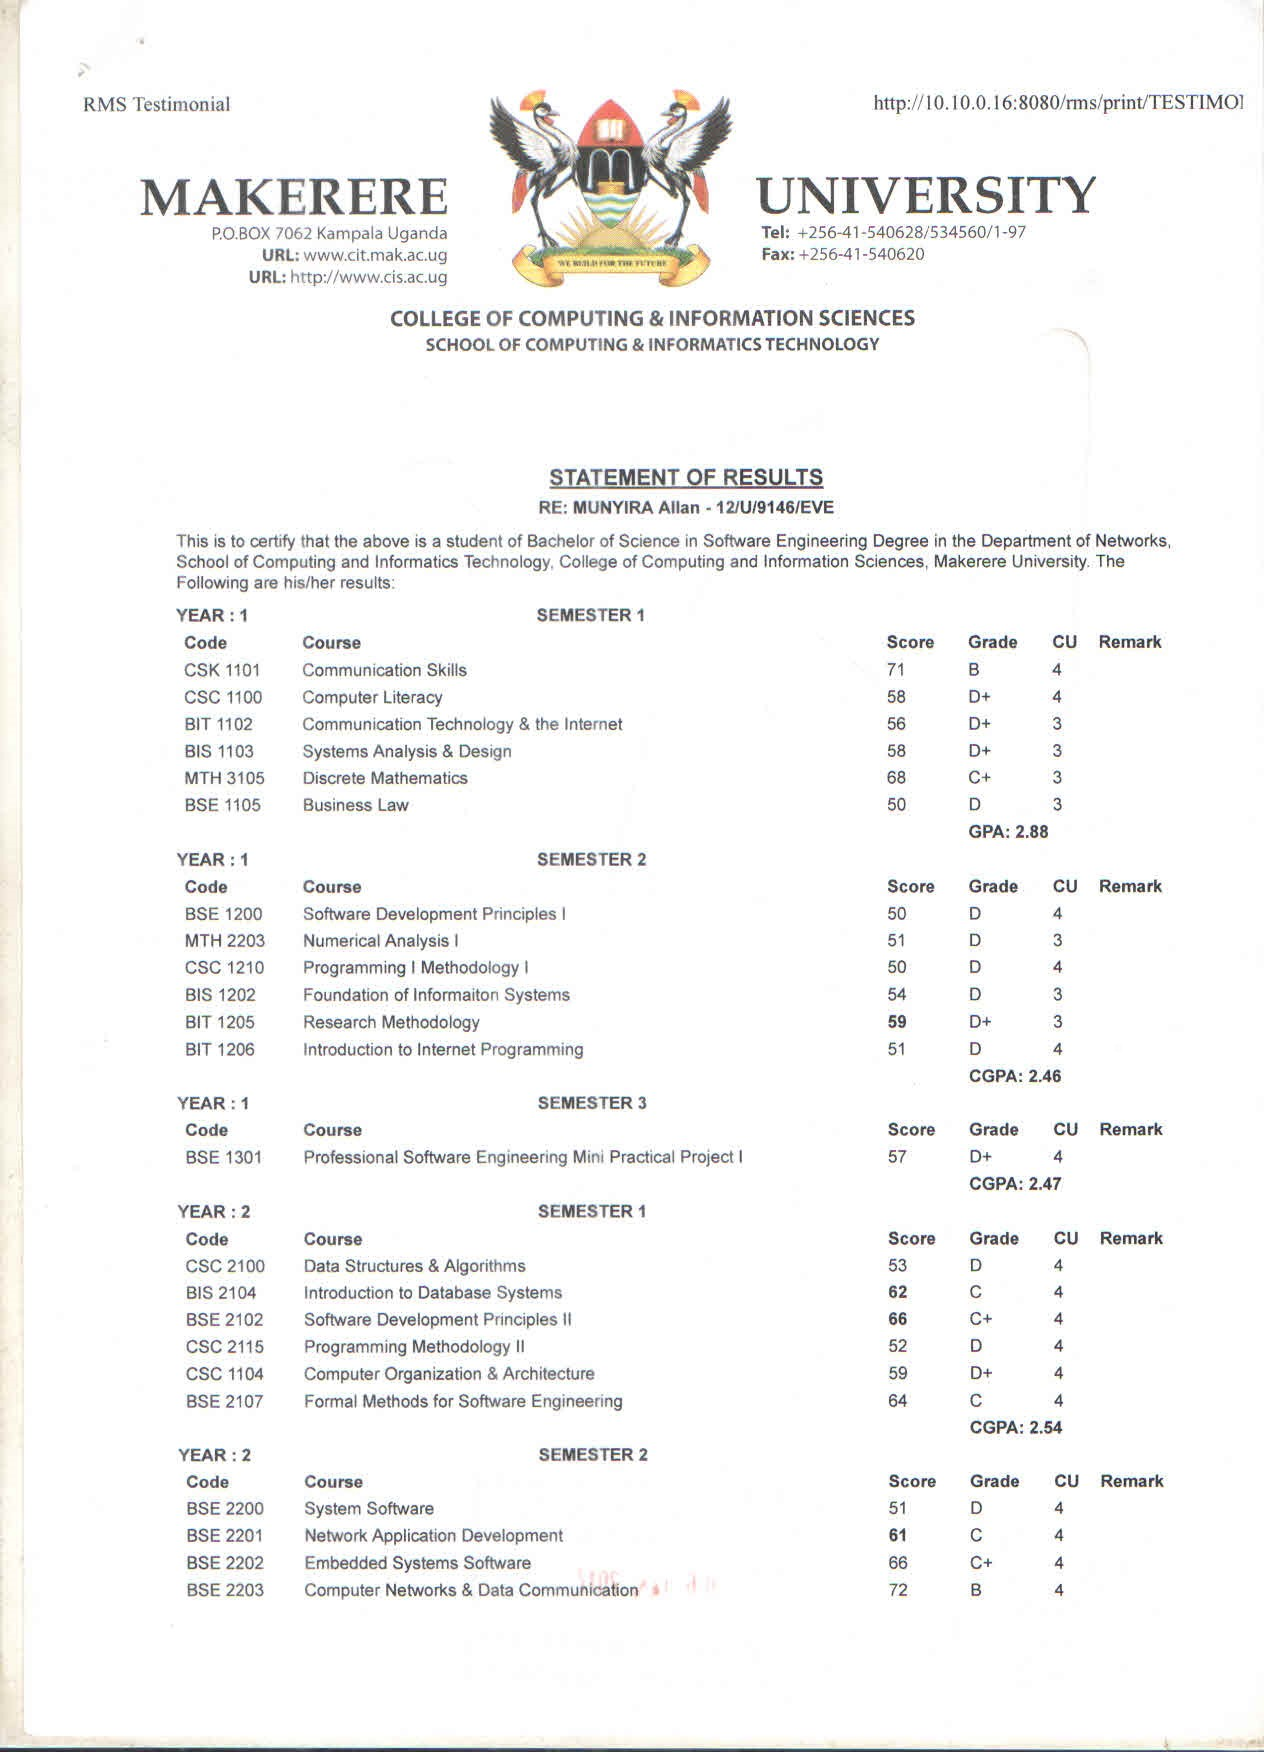 RMS Testimonial http://10.10.0.16:8080/rms/print/TESTIMO
MAKERERE UNIVERSITY
P.O.BOX 7062 Kampala Uganda Tel: +256-41-540628/534560/1-97
URL: www.cit.mak.ac.ug Fax: +256-41-540620
URL: http://www.cis.ac.ug
WE BUILD FOR THE FUTURE
COLLEGE OF COMPUTING & INFORMATION SCIENCES
SCHOOL OF COMPUTING & INFORMATICS TECHNOLOGY
STATEMENT OF RESULTS
RE: MUNYIRA Allan - 12/U/9146/EVE
This is to certify that the above is a student of Bachelor of Science in Software Engineering Degree in the Department of Networks,
School of Computing and Informatics Technology, College of Computing and Information Sciences, Makerere University. The
Following are his/her results:
YEAR : 1 SEMESTER 1
Code Course Score Grade CU Remark
CSK 1101 Communication Skills 71 B 4
CSC 1100 Computer Literacy 58 D+ 4
BIT 1102 Communication Technology & the Internet 56 D+ 3
BIS 1103 Systems Analysis & Design 58 D+ 3
MTH 3105 Discrete Mathematics 68 C+ 3
BSE 1105 Business Law 50 D 3
GPA: 2.88
YEAR : 1 SEMESTER 2
Code Course Score Grade CU Remark
BSE 1200 Software Development Principles I 50 D 4
MTH 2203 Numerical Analysis I 51 D 3
CSC 1210 Programming I Methodology I 50 D 4
BIS 1202 Foundation of Informaiton Systems 54 D 3
BIT 1205 Research Methodology 59 D+ 3
BIT 1206 Introduction to Internet Programming 51 D 4
CGPA: 2.46
YEAR : 1 SEMESTER 3
Code Course Score Grade CU Remark
BSE 1301 Professional Software Engineering Mini Practical Project I 57 D+ 4
CGPA: 2.47
YEAR : 2 SEMESTER 1
Code Course Score Grade CU Remark
CSC 2100 Data Structures & Algorithms 53 D 4
BIS 2104 Introduction to Database Systems 62 C 4
BSE 2102 Software Development Principles II 66 C+ 4
CSC 2115 Programming Methodology II 52 D 4
CSC 1104 Computer Organization & Architecture 59 D+ 4
BSE 2107 Formal Methods for Software Engineering 64 C 4
CGPA: 2.54
YEAR : 2 SEMESTER 2
Code Course Score Grade CU Remark
BSE 2200 System Software 51 D 4
BSE 2201 Network Application Development 61 C 4
BSE 2202 Embedded Systems Software 66 C+ 4
BSE 2203 Computer Networks & Data Communication 72 B 4